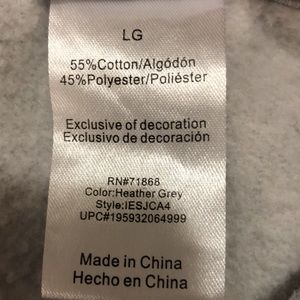 LG
55%Cotton/Algódón
45%Polyester/Poliéster
Exclusive of decoration
Exclusivo de decoración
RN#71868
Color:Heather Grey
Style:IESJCA4
UPC#195932064999
Made in China
Hecho en China